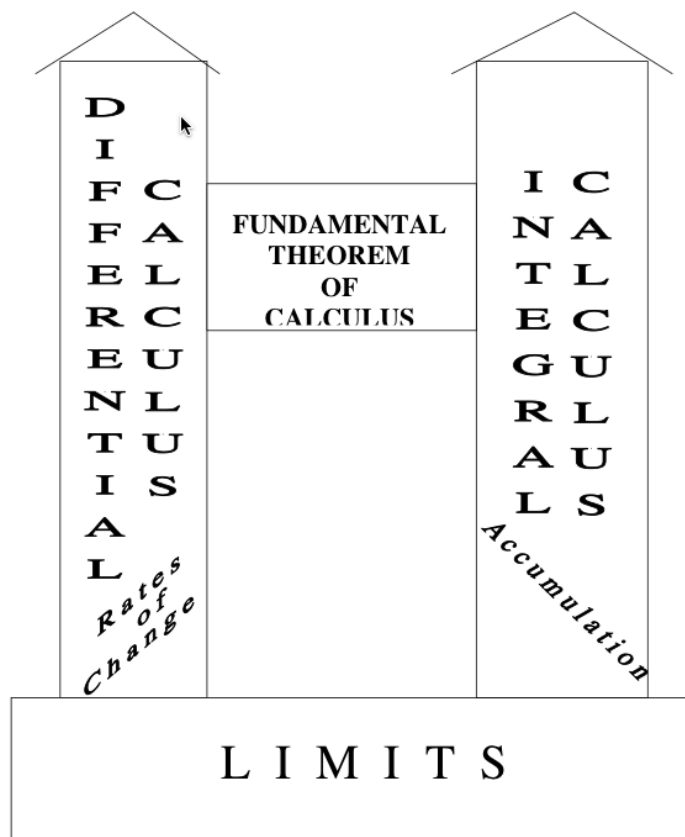 DIFFERENTIAL
CALCULUS
Rates
of
Change
FUNDAMENTAL
THEOREM
OF
CALCULUS
INTEGRAL
CALCULUS
Accumulation
LIMITS